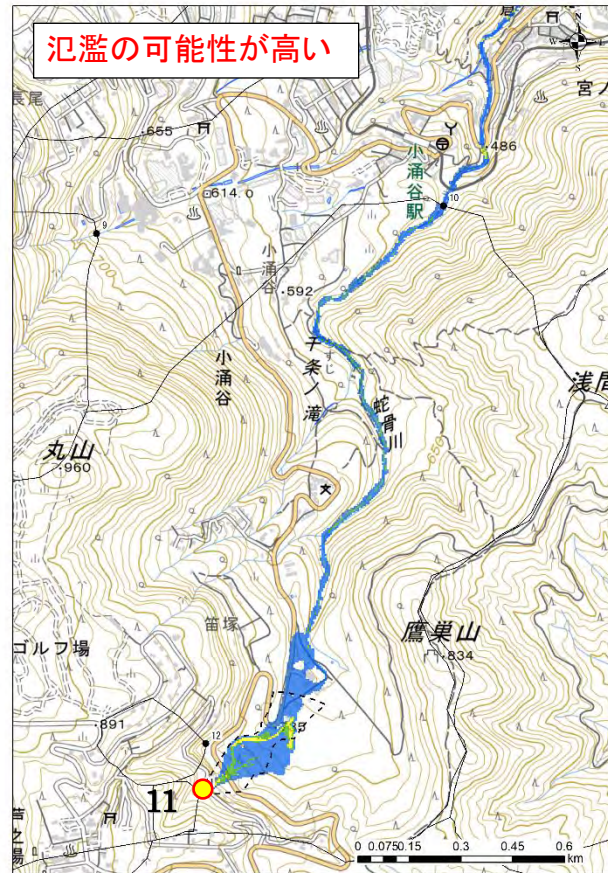 氾濫の可能性が高い
長尾
・655
614.0
9
小涌谷
・592
小涌谷
小涌谷駅
10
・486
宮ノ
千条ノ滝
すじ
蛇骨川
650
浅間
丸山
・960
笛塚
ゴルフ場
鷹巣山
・834
・891
12
11
N
S
0 0.075 0.15 0.3 0.45 0.6
km